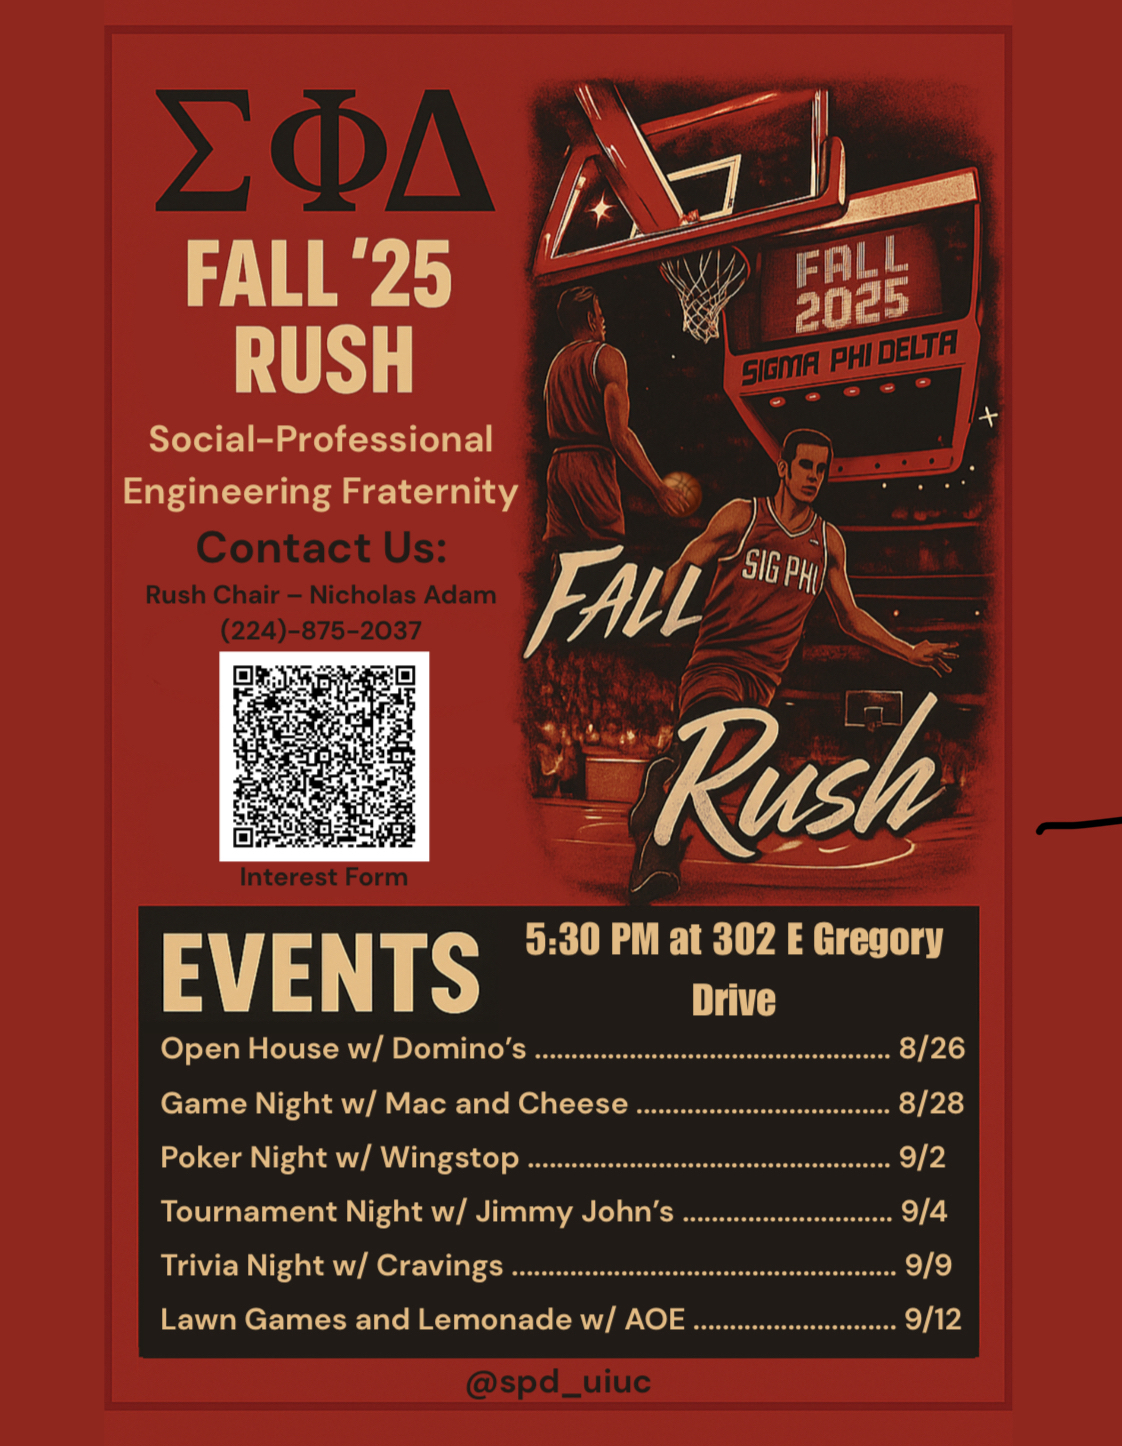 ΣΦΔ
FALL '25
RUSH
Social-Professional
Engineering Fraternity
Contact Us:
Rush Chair – Nicholas Adam
(224)-875-2037
Interest Form
FALL
2025
SIGMA PHI DELTA
SIG PHI
FALL
Rush
EVENTS
5:30 PM at 302 E Gregory
Drive
Open House w/ Domino's ................................................. 8/26
Game Night w/ Mac and Cheese ................................... 8/28
Poker Night w/ Wingstop .................................................. 9/2
Tournament Night w/ Jimmy John's ............................. 9/4
Trivia Night w/ Cravings ..................................................... 9/9
Lawn Games and Lemonade w/ AOE ............................ 9/12
@spd_uiuc